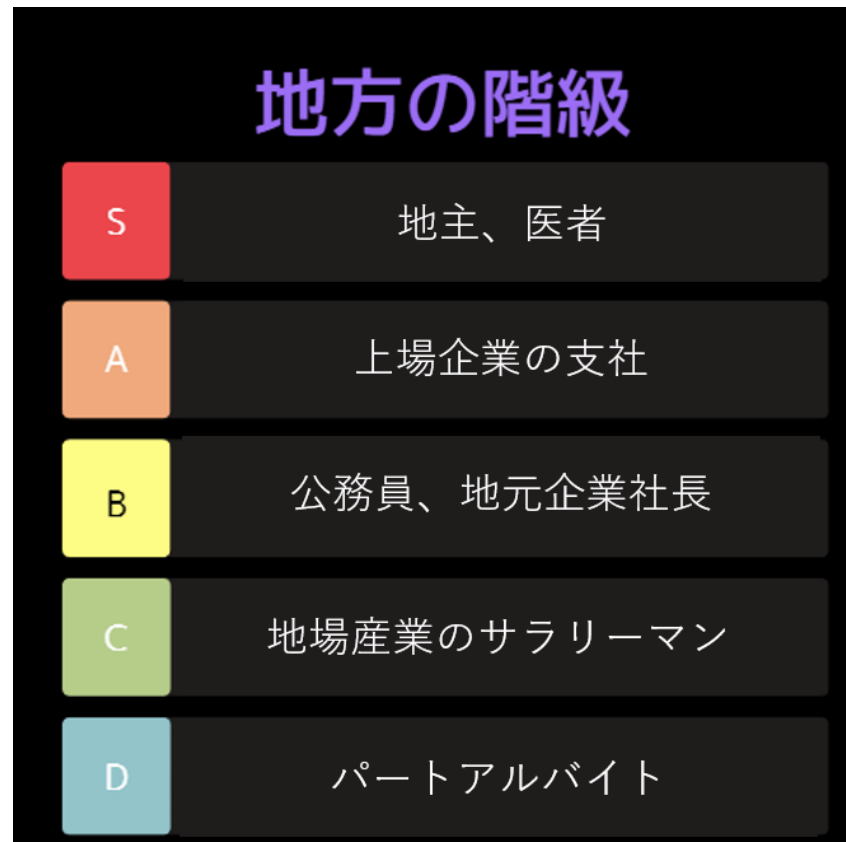 地方の階級
S
地主、医者
A
上場企業の支社
B
公務員、地元企業社長
C
地場産業のサラリーマン
D
パートアルバイト